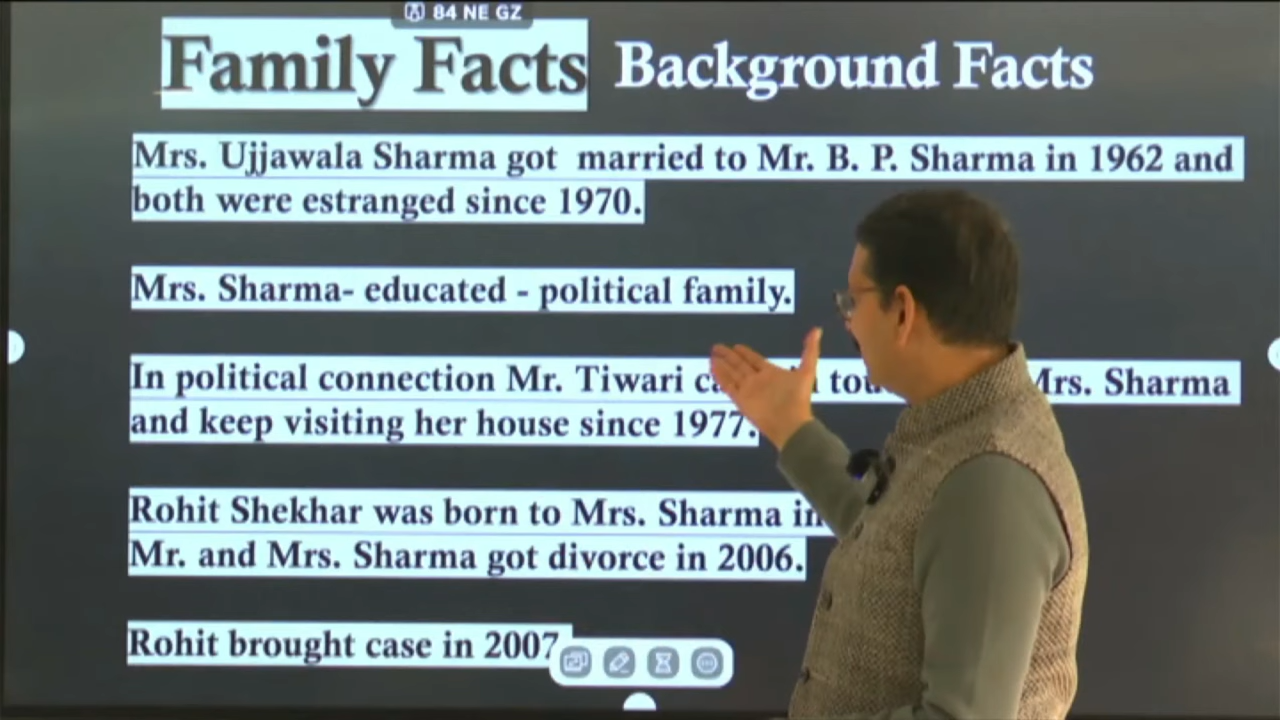 84 NE GZ
Family Facts Background Facts
Mrs. Ujjawala Sharma got married to Mr. B. P. Sharma in 1962 and
both were estranged since 1970.
Mrs. Sharma- educated - political family.
In political connection Mr. Tiwari Mrs. Sharma
and keep visiting her house since 1977.
Rohit Shekhar was born to Mrs. Sharma in
Mr. and Mrs. Sharma got divorce in 2006.
Rohit brought case in 2007